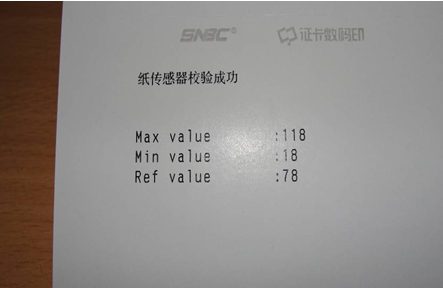 SNBC® 证卡数码印
纸传感器校验成功
Max value :118
Min value :18
Ref value :78